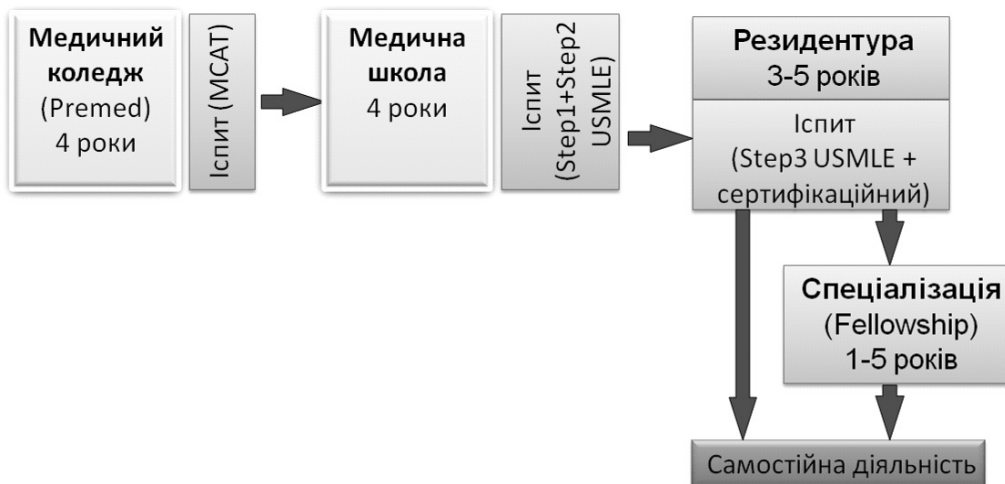 Медичний
коледж
(Premed)
4 роки
Іспит (MCAT)
Медична
школа
4 роки
Іспит
(Step1+Step2
USMLE)
Резидентура
3-5 років
Іспит
(Step3 USMLE +
сертифікаційний)
Спеціалізація
(Fellowship)
1-5 років
Самостійна діяльність